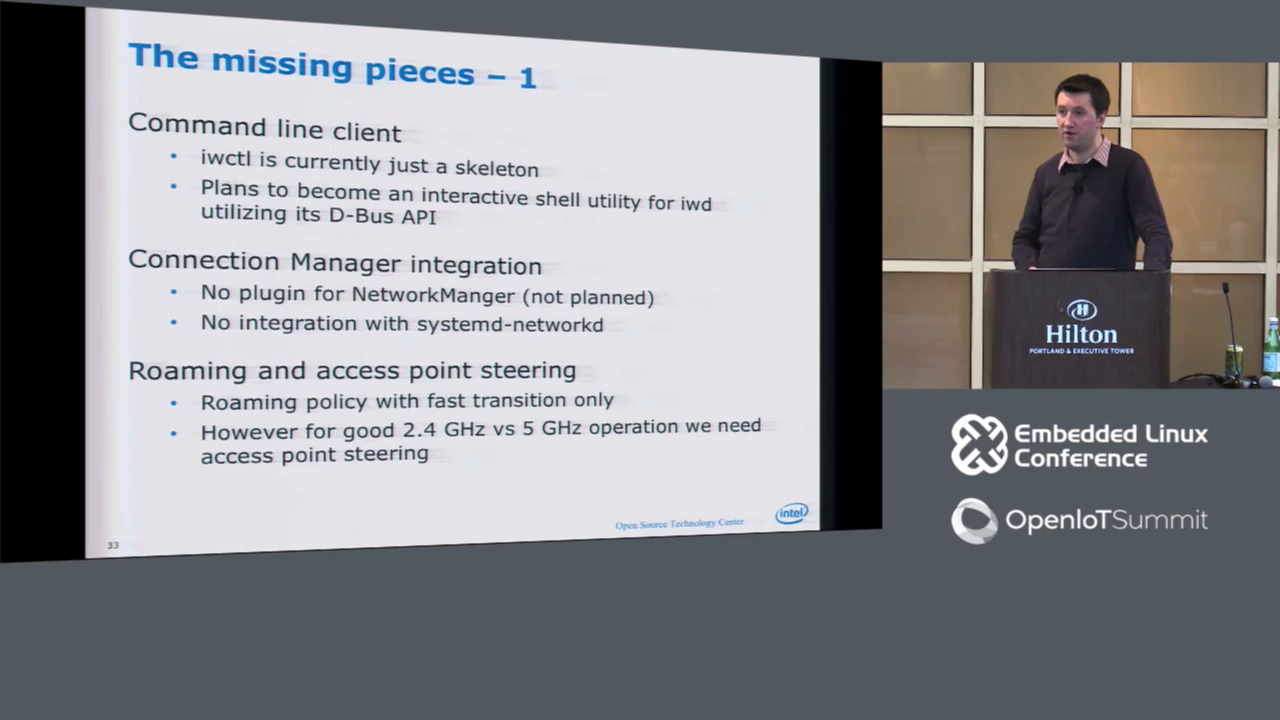 The missing pieces – 1
Command line client
• iwctl is currently just a skeleton
• Plans to become an interactive shell utility for iwd
utilizing its D-Bus API
Connection Manager integration
• No plugin for NetworkManger (not planned)
• No integration with systemd-networkd
Roaming and access point steering
• Roaming policy with fast transition only
• However for good 2.4 GHz vs 5 GHz operation we need
access point steering
Open Source Technology Center
intel
33
H
Hilton
PORTLAND & EXECUTIVE TOWER
Embedded Linux
Conference
OpenIoTSummit